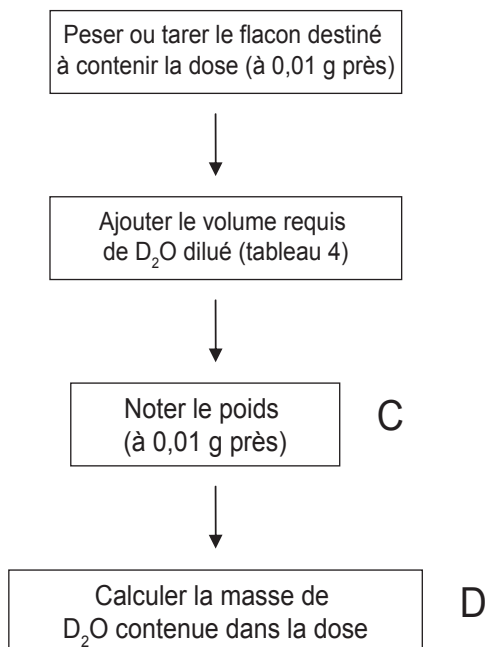 Peser ou tarer le flacon destiné
à contenir la dose (à 0,01 g près)
Ajouter le volume requis
de D₂O dilué (tableau 4)
Noter le poids
(à 0,01 g près)
C
Calculer la masse de
D₂O contenue dans la dose
D